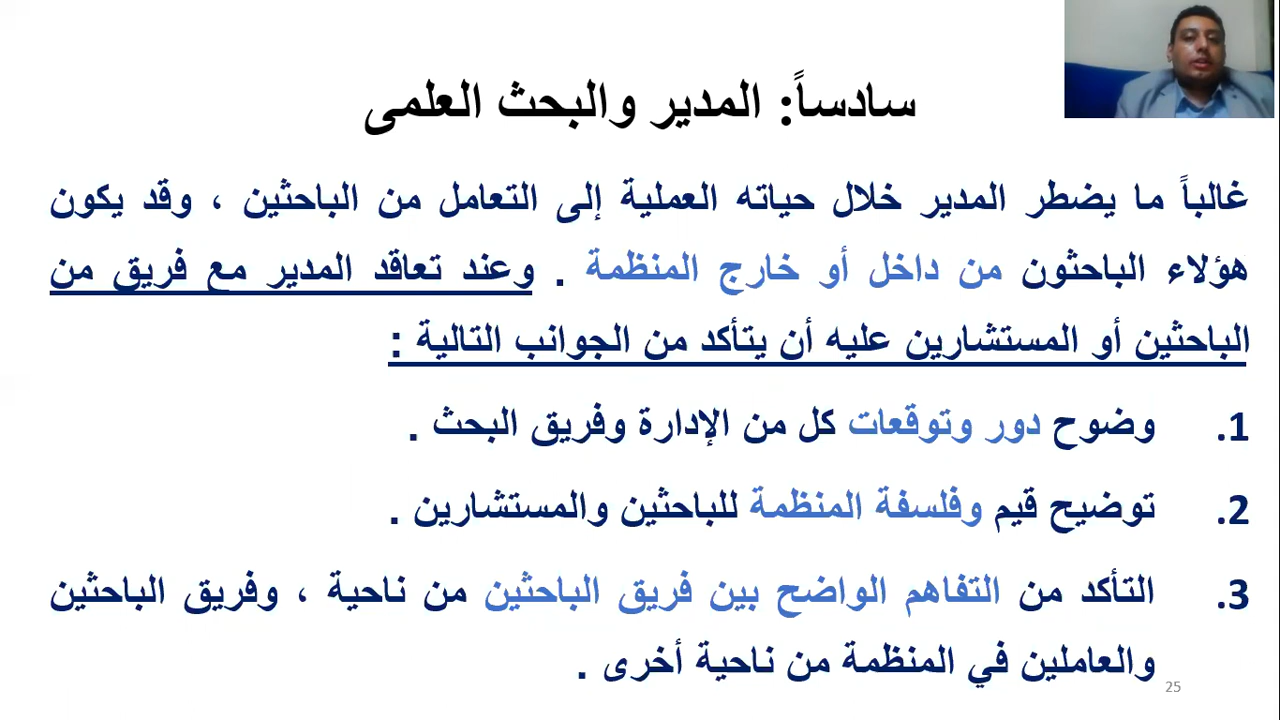 سادساً: المدير والبحث العلمى
غالباً ما يضطر المدير خلال حياته العملية إلى التعامل من الباحثين ، وقد يكون
هؤلاء الباحثون من داخل أو خارج المنظمة . وعند تعاقد المدير مع فريق من
الباحثين أو المستشارين عليه أن يتأكد من الجوانب التالية :
1. وضوح دور وتوقعات كل من الإدارة وفريق البحث .
2. توضيح قيم وفلسفة المنظمة للباحثين والمستشارين .
3. التأكد من التفاهم الواضح بين فريق الباحثين من ناحية ، وفريق الباحثين
والعاملين في المنظمة من ناحية أخرى .
25